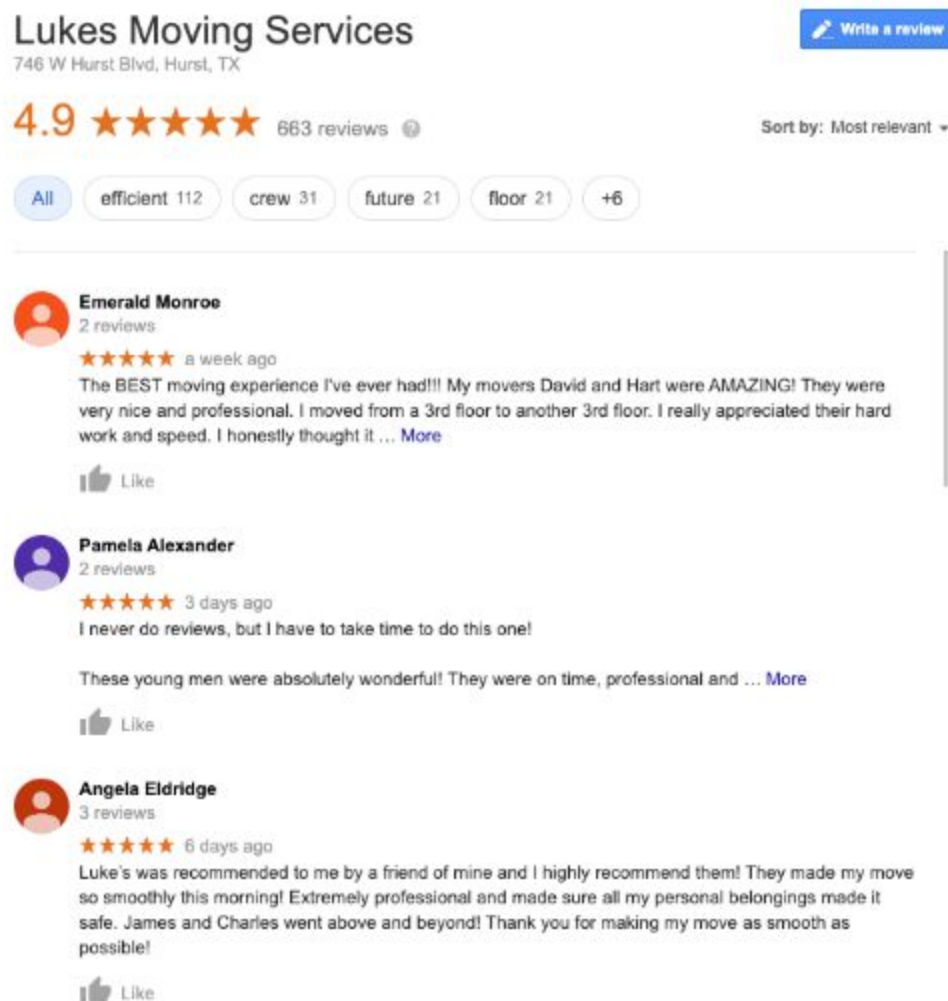 Lukes Moving Services
Write a review
746 W Hurst Blvd, Hurst, TX
4.9 663 reviews ?
Sort by: Most relevant
All efficient 112 crew 31 future 21 floor 21 +6
Emerald Monroe
2 reviews
a week ago
The BEST moving experience I've ever had!!! My movers David and Hart were AMAZING! They were
very nice and professional. I moved from a 3rd floor to another 3rd floor. I really appreciated their hard
work and speed. I honestly thought it ... More
Like
Pamela Alexander
2 reviews
3 days ago
I never do reviews, but I have to take time to do this one!
These young men were absolutely wonderful! They were on time, professional and ... More
Like
Angela Eldridge
3 reviews
6 days ago
Luke's was recommended to me by a friend of mine and I highly recommend them! They made my move
so smoothly this morning! Extremely professional and made sure all my personal belongings made it
safe. James and Charles went above and beyond! Thank you for making my move as smooth as
possible!
Like